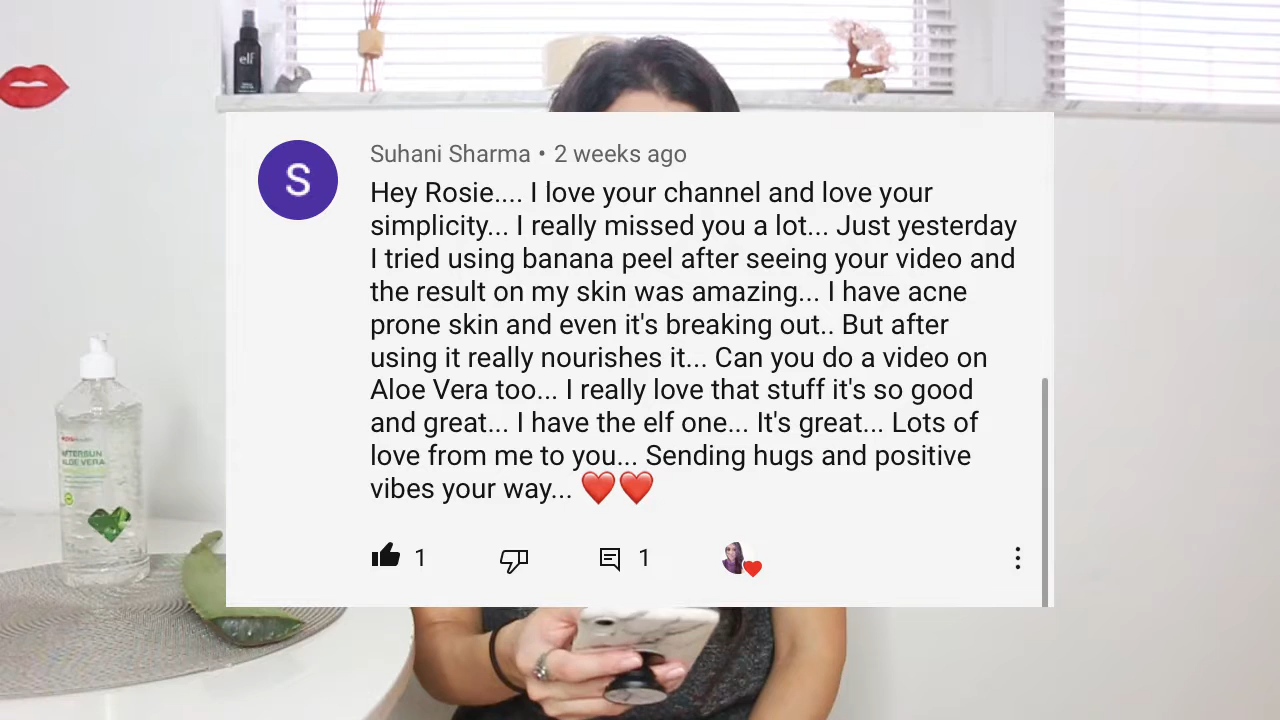 elf
S
Suhani Sharma • 2 weeks ago
Hey Rosie.... I love your channel and love your
simplicity... I really missed you a lot... Just yesterday
I tried using banana peel after seeing your video and
the result on my skin was amazing... I have acne
prone skin and even it's breaking out.. But after
using it really nourishes it... Can you do a video on
Aloe Vera too... I really love that stuff it's so good
and great... I have the elf one... It's great... Lots of
love from me to you... Sending hugs and positive
vibes your way... ❤️❤️
1
1
AFTERSUN
ALOE VERA